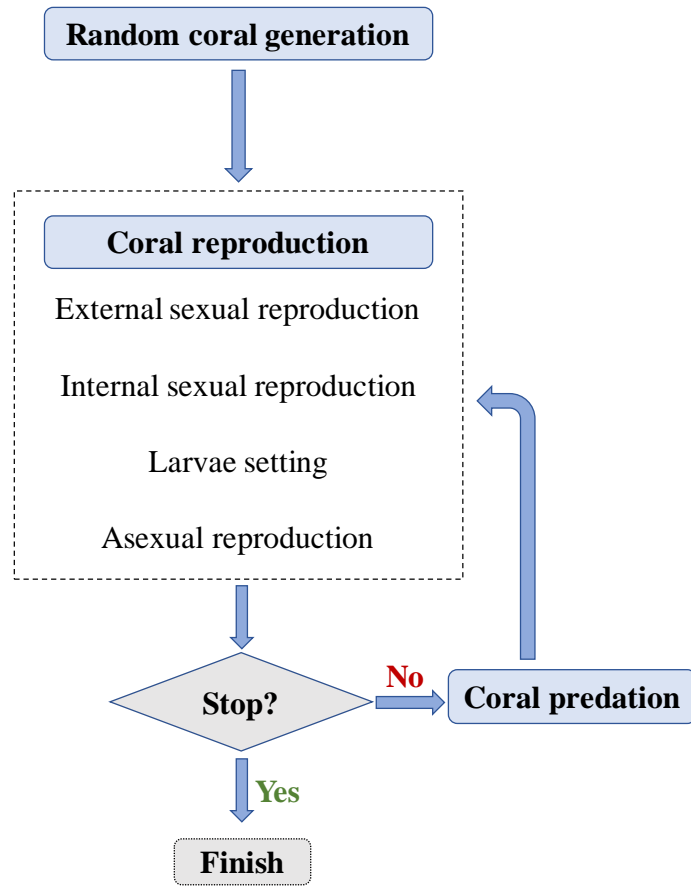 Random coral generation
Coral reproduction
External sexual reproduction
Internal sexual reproduction
Larvae setting
Asexual reproduction
Stop?
No
Coral predation
Yes
Finish